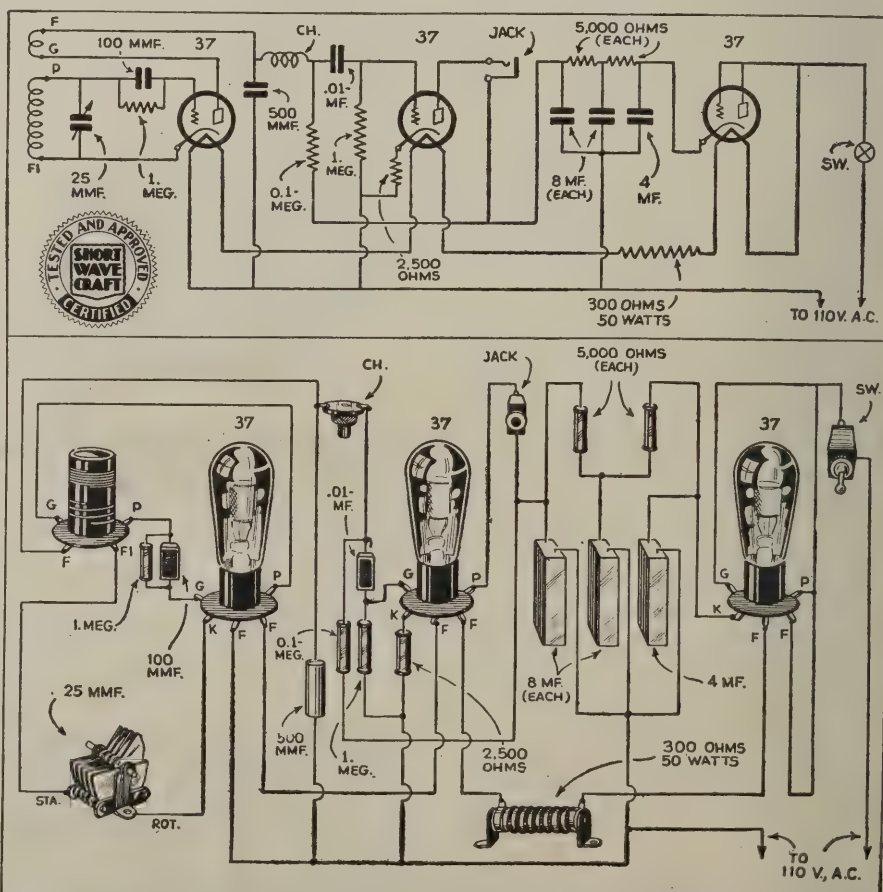 F
G
100 MMF.
37
P
FI
25
MMF.
1.
MEG.
CH.
.01-
MF.
500
MMF.
0.1-
MEG.
1.
MEG.
37
2,500
OHMS
JACK
5,000 OHMS
(EACH)
8 MF.
(EACH)
4
MF.
37
SW.
300 OHMS
50 WATTS
TO 110V. A.C.
TESTED AND APPROVED
SHORT
WAVE
CRAFT
CERTIFIED
CH.
JACK
5,000 OHMS
(EACH)
SW.
37
37
37
G
P
F
FI
1. MEG.
100
MMF.
G
P
K
F
F
.01-
MF.
0.1-
MEG.
500
MMF.
1.
MEG.
G
P
K
F
F
2,500
OHMS
8 MF.
(EACH)
4 MF.
G
P
K
F
F
25 MMF.
STA.
ROT.
300 OHMS
50 WATTS
TO
110 V., A.C.